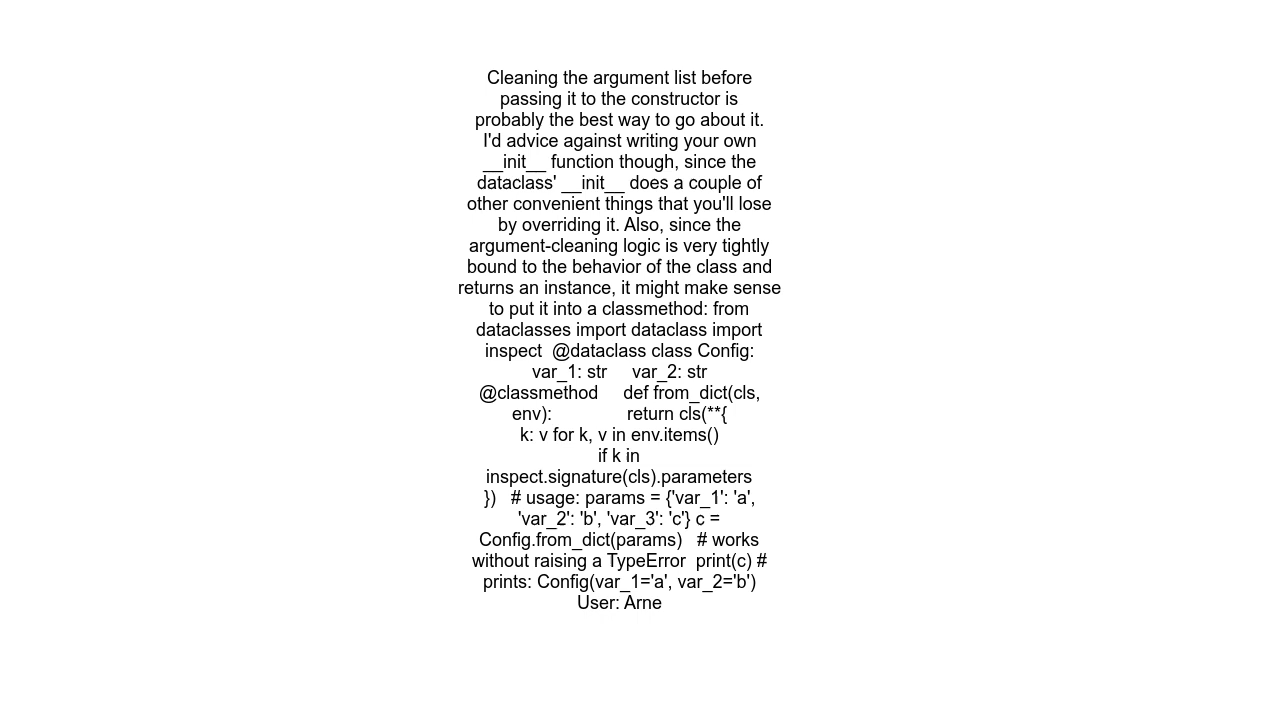 Cleaning the argument list before
passing it to the constructor is
probably the best way to go about it.
I'd advice against writing your own
__init__ function though, since the
dataclass' __init__ does a couple of
other convenient things that you'll lose
by overriding it. Also, since the
argument-cleaning logic is very tightly
bound to the behavior of the class and
returns an instance, it might make sense
to put it into a classmethod: from
dataclasses import dataclass import
inspect  @dataclass class Config:
var_1: str     var_2: str
@classmethod     def from_dict(cls,
env):               return cls(**{
k: v for k, v in env.items()
if k in
inspect.signature(cls).parameters
})   # usage: params = {'var_1': 'a',
'var_2': 'b', 'var_3': 'c'} c =
Config.from_dict(params)   # works
without raising a TypeError  print(c) #
prints: Config(var_1='a', var_2='b')
User: Arne